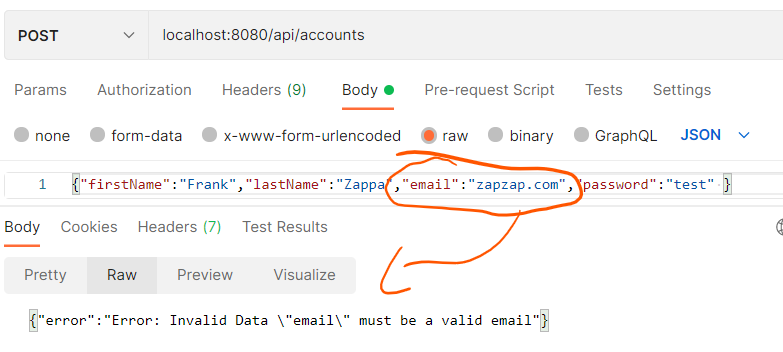 POST localhost:8080/api/accounts
Params Authorization Headers (9) Body Pre-request Script Tests Settings
none form-data x-www-form-urlencoded raw binary GraphQL JSON
1 {"firstName":"Frank","lastName":"Zappa","email":"zapzap.com","password":"test" }
Body Cookies Headers (7) Test Results
Pretty Raw Preview Visualize
{"error":"Error: Invalid Data \"email\" must be a valid email"}